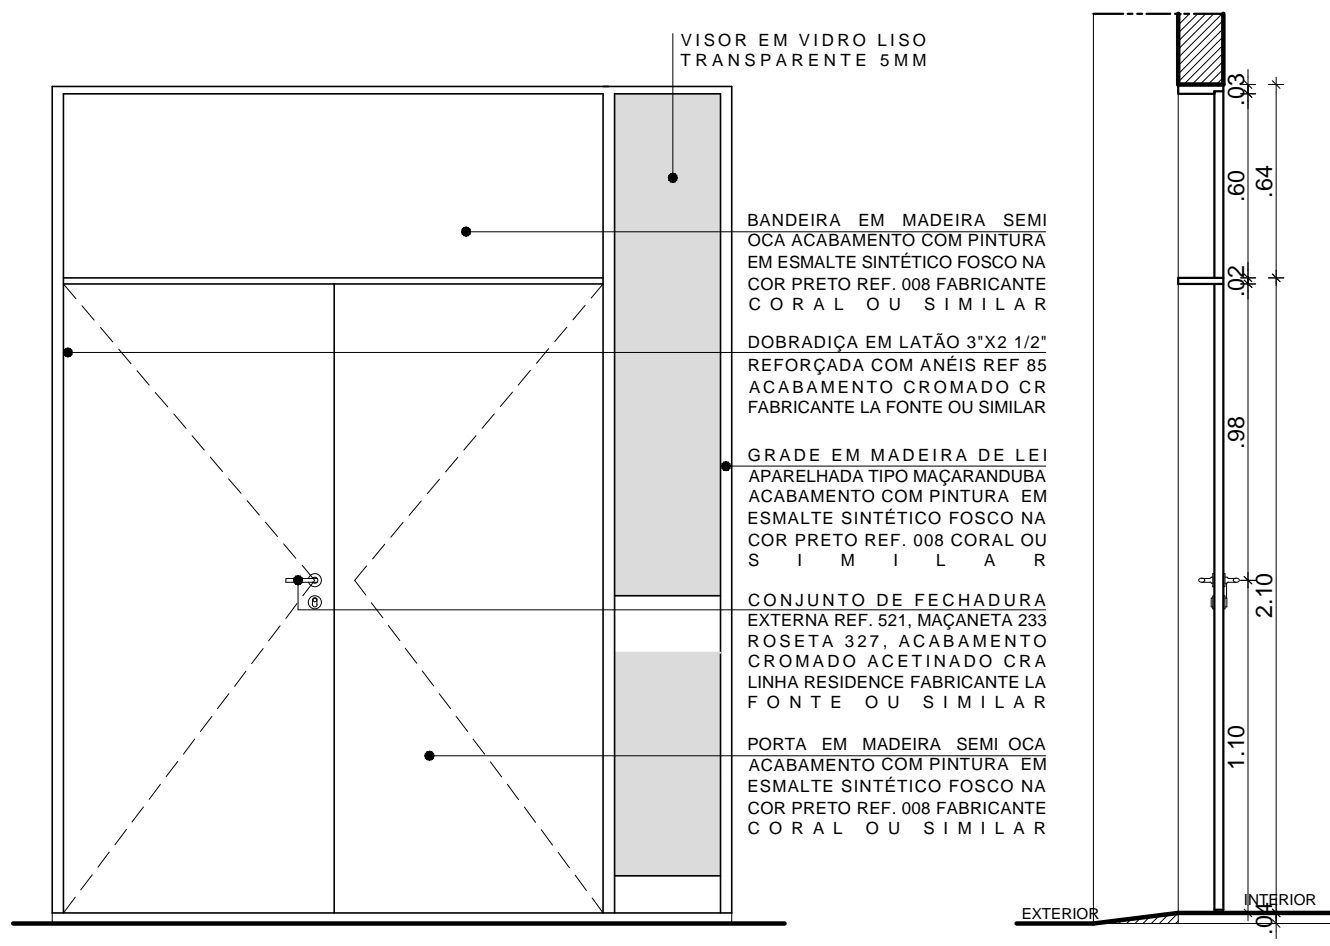 VISOR EM VIDRO LISO
TRANSPARENTE 5MM
BANDEIRA EM MADEIRA SEMI
OCA ACABAMENTO COM PINTURA
EM ESMALTE SINTÉTICO FOSCO NA
COR PRETO REF. 008 FABRICANTE
CORAL OU SIMILAR
DOBRADIÇA EM LATÃO 3"X2 1/2"
REFORÇADA COM ANÉIS REF 85
ACABAMENTO CROMADO CR
FABRICANTE LA FONTE OU SIMILAR
GRADE EM MADEIRA DE LEI
APARELHADA TIPO MAÇARANDUBA
ACABAMENTO COM PINTURA EM
ESMALTE SINTÉTICO FOSCO NA
COR PRETO REF. 008 CORAL OU
SIMILAR
CONJUNTO DE FECHADURA
EXTERNA REF. 521, MAÇANETA 233
ROSETA 327, ACABAMENTO
CROMADO ACETINADO CRA
LINHA RESIDENCE FABRICANTE LA
FONTE OU SIMILAR
PORTA EM MADEIRA SEMI OCA
ACABAMENTO COM PINTURA EM
ESMALTE SINTÉTICO FOSCO NA
COR PRETO REF. 008 FABRICANTE
CORAL OU SIMILAR
.03
.60
.64
.02
.98
2.10
1.10
.04
EXTERIOR
INTERIOR